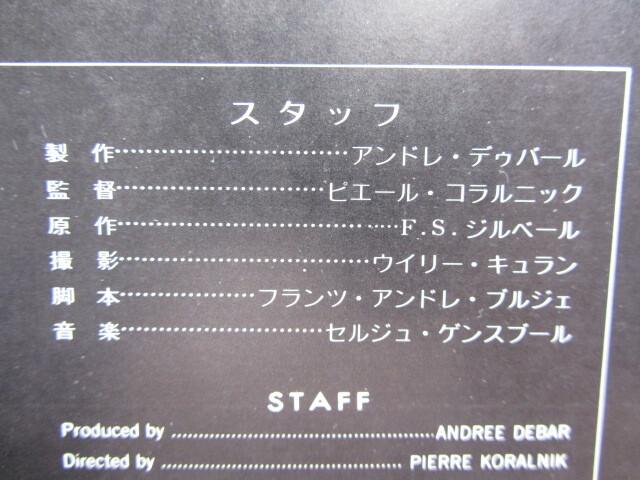 スタッフ
製作……………………………アンドレ・デゥバール
監督……………………………ピエール・コラルニック
原作……………………………F.S.ジルベール
撮影……………………………ウイリー・キュラン
脚本………………フランツ・アンドレ・ブルジェ
音楽………………………セルジュ・ゲンスブール
STAFF
Produced by ................................................ ANDREE DEBAR
Directed by ............................................ PIERRE KORALNIK